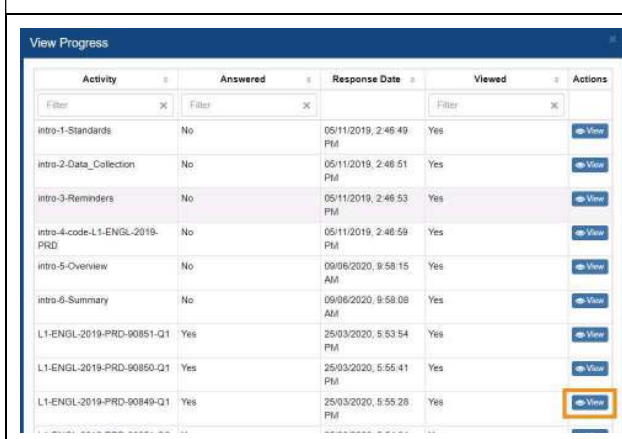 View Progress
Activity Answered Response Date Viewed Actions
Filter Filter Filter
intro-1-Standards No 05/11/2019, 2:46:49 Yes View
PM
intro-2-Data_Collection No 05/11/2019, 2:46:51 Yes View
PM
intro-3-Reminders No 05/11/2019, 2:46:53 Yes View
PM
intro-4-code-L1-ENGL-2019- No 05/11/2019, 2:46:59 Yes View
PRD PM
intro-5-Overview No 09/06/2020, 9:58:15 Yes View
AM
intro-6-Summary No 09/06/2020, 9:58:08 Yes View
AM
L1-ENGL-2019-PRD-90851-Q1 Yes 25/03/2020, 5:53:54 Yes View
PM
L1-ENGL-2019-PRD-90850-Q1 Yes 25/03/2020, 5:55:41 Yes View
PM
L1-ENGL-2019-PRD-90849-Q1 Yes 25/03/2020, 5:55:28 Yes View
PM